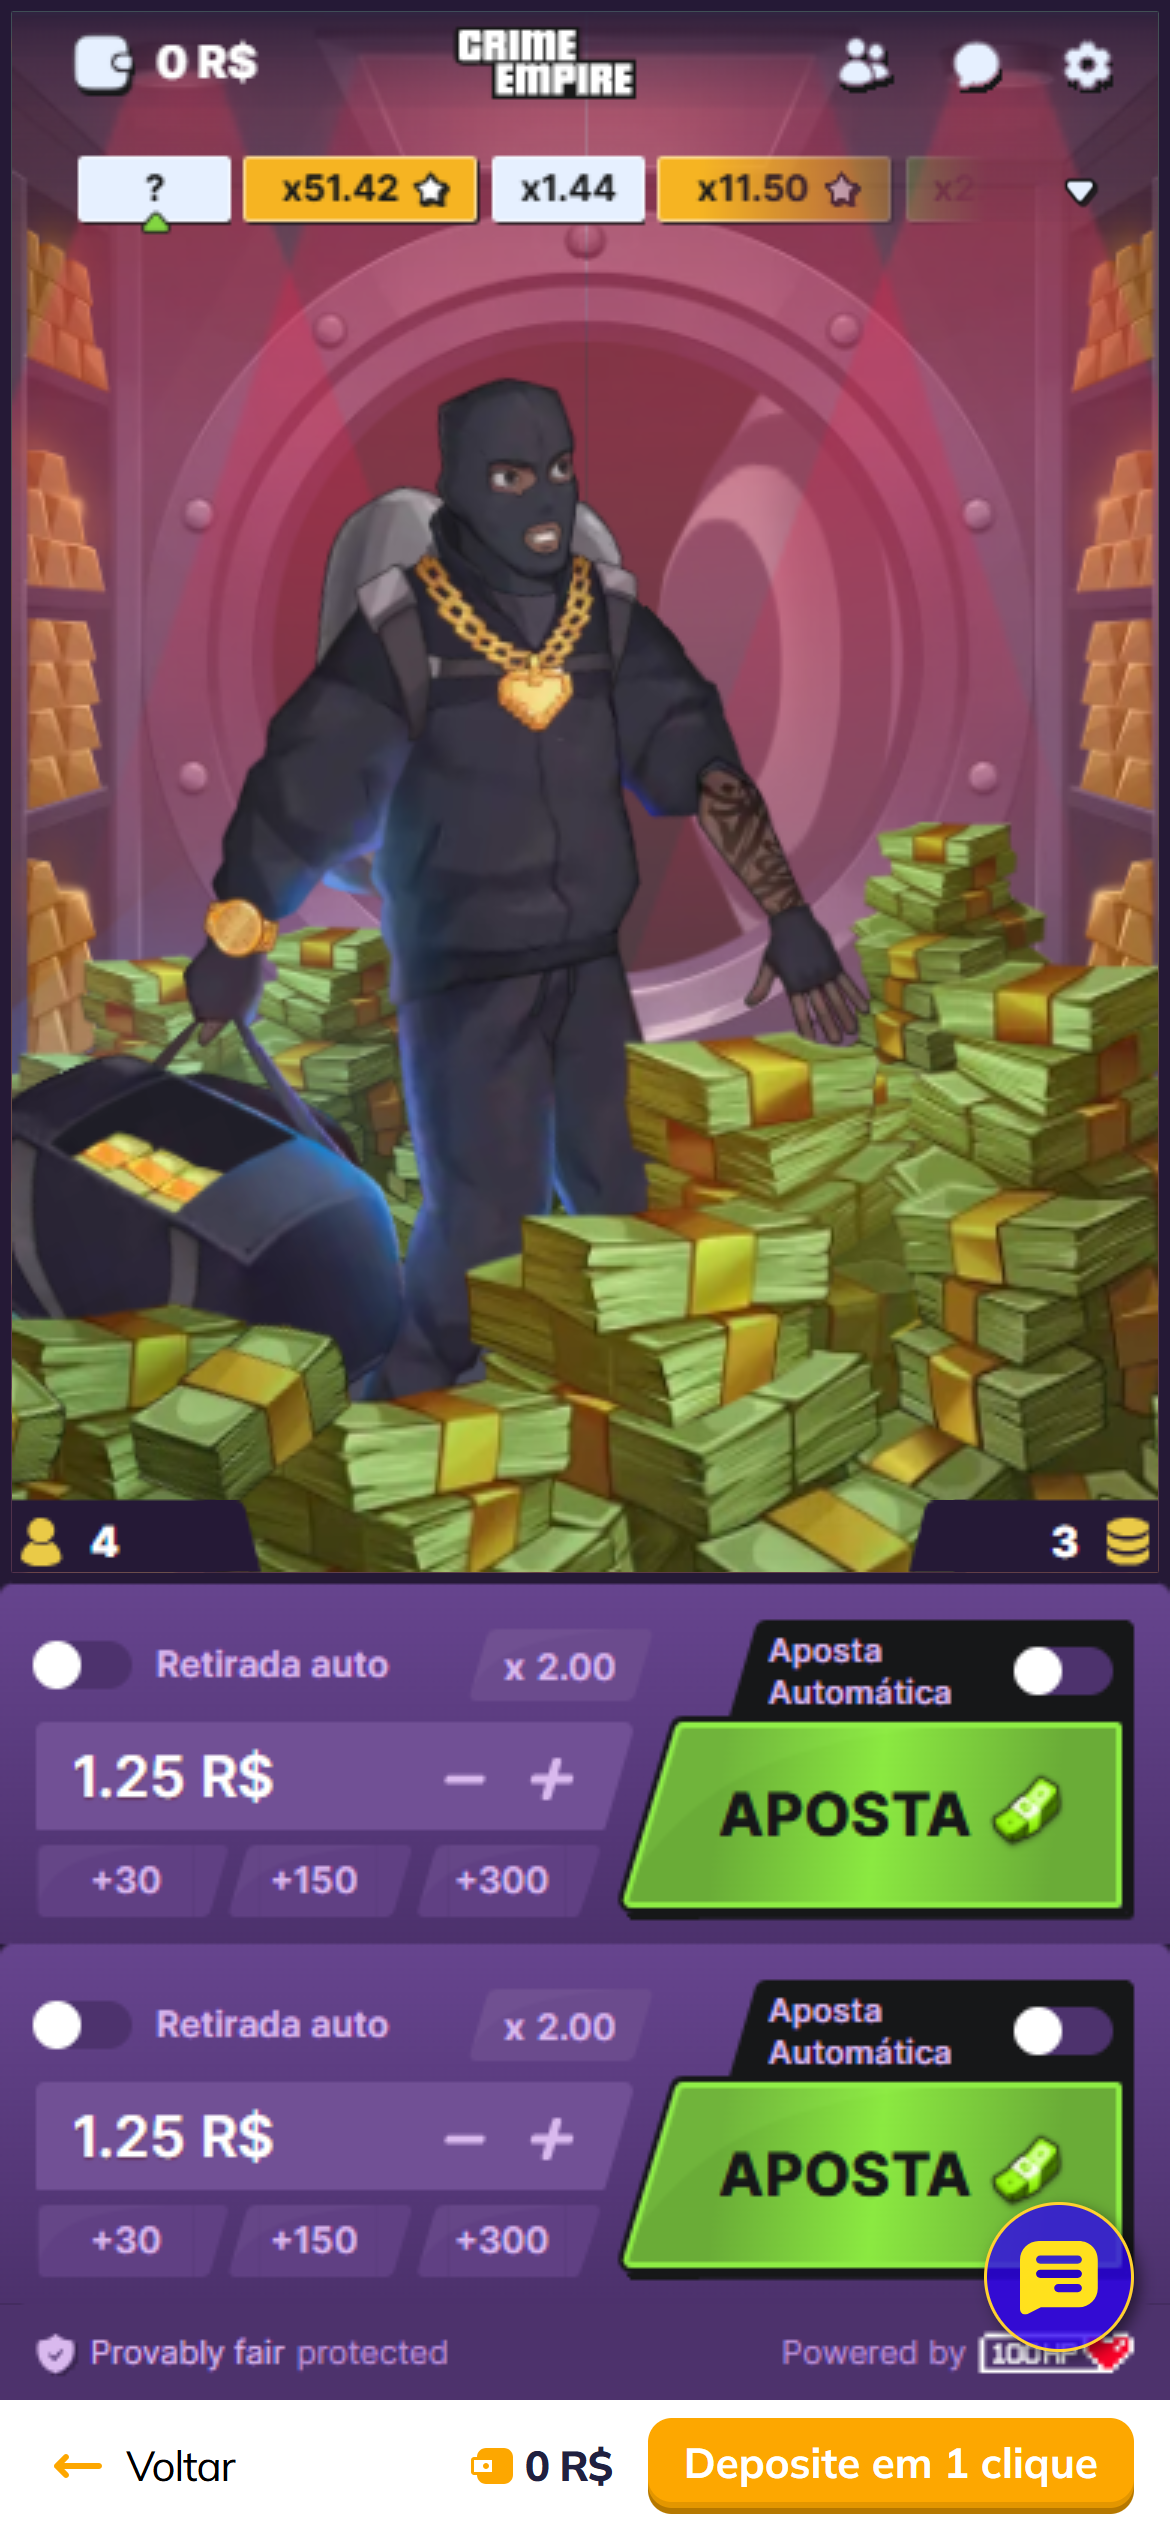 0 R$
CRIME
EMPIRE
?
x51.42
x1.44
x11.50
x2
4
3
Retirada auto
x 2.00
Aposta
Automática
1.25 R$
− +
APOSTA
+30
+150
+300
Retirada auto
x 2.00
Aposta
Automática
1.25 R$
− +
APOSTA
+30
+150
+300
Provably fair protected
Powered by
100HP
Voltar
0 R$
Deposite em 1 clique